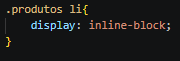 .produtos li{
    display: inline-block;
}